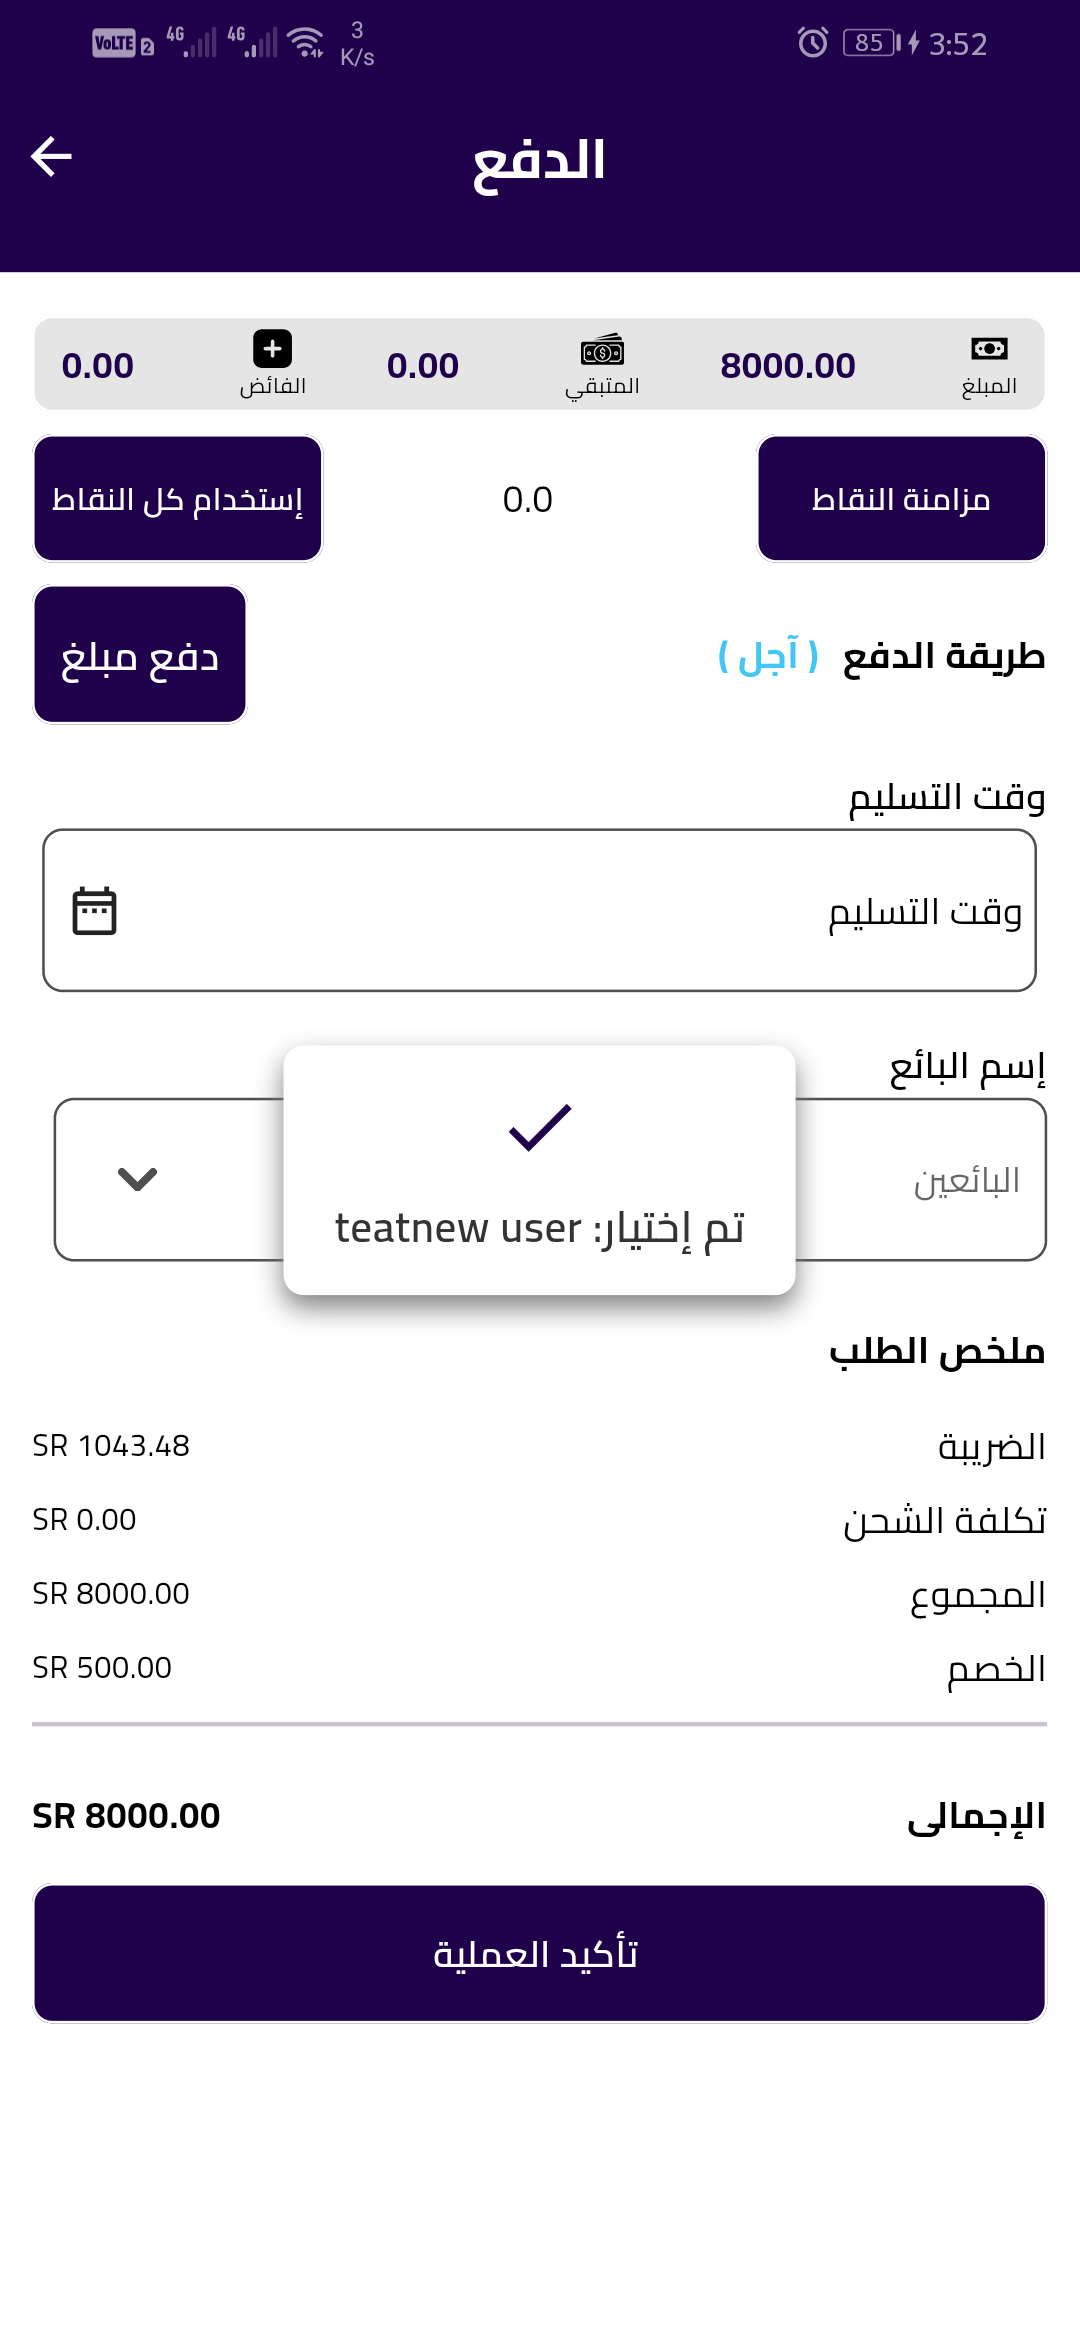 VoLTE 2 4G 4G 3 K/s 85 3:52
الدفع
المبلغ 8000.00 المتبقي 0.00 الفائض 0.00
مزامنة النقاط 0.0 إستخدام كل النقاط
طريقة الدفع ( آجل ) دفع مبلغ
وقت التسليم
وقت التسليم
إسم البائع
البائعين
تم إختيار: teatnew user
ملخص الطلب
الضريبة SR 1043.48
تكلفة الشحن SR 0.00
المجموع SR 8000.00
الخصم SR 500.00
الإجمالى SR 8000.00
تأكيد العملية